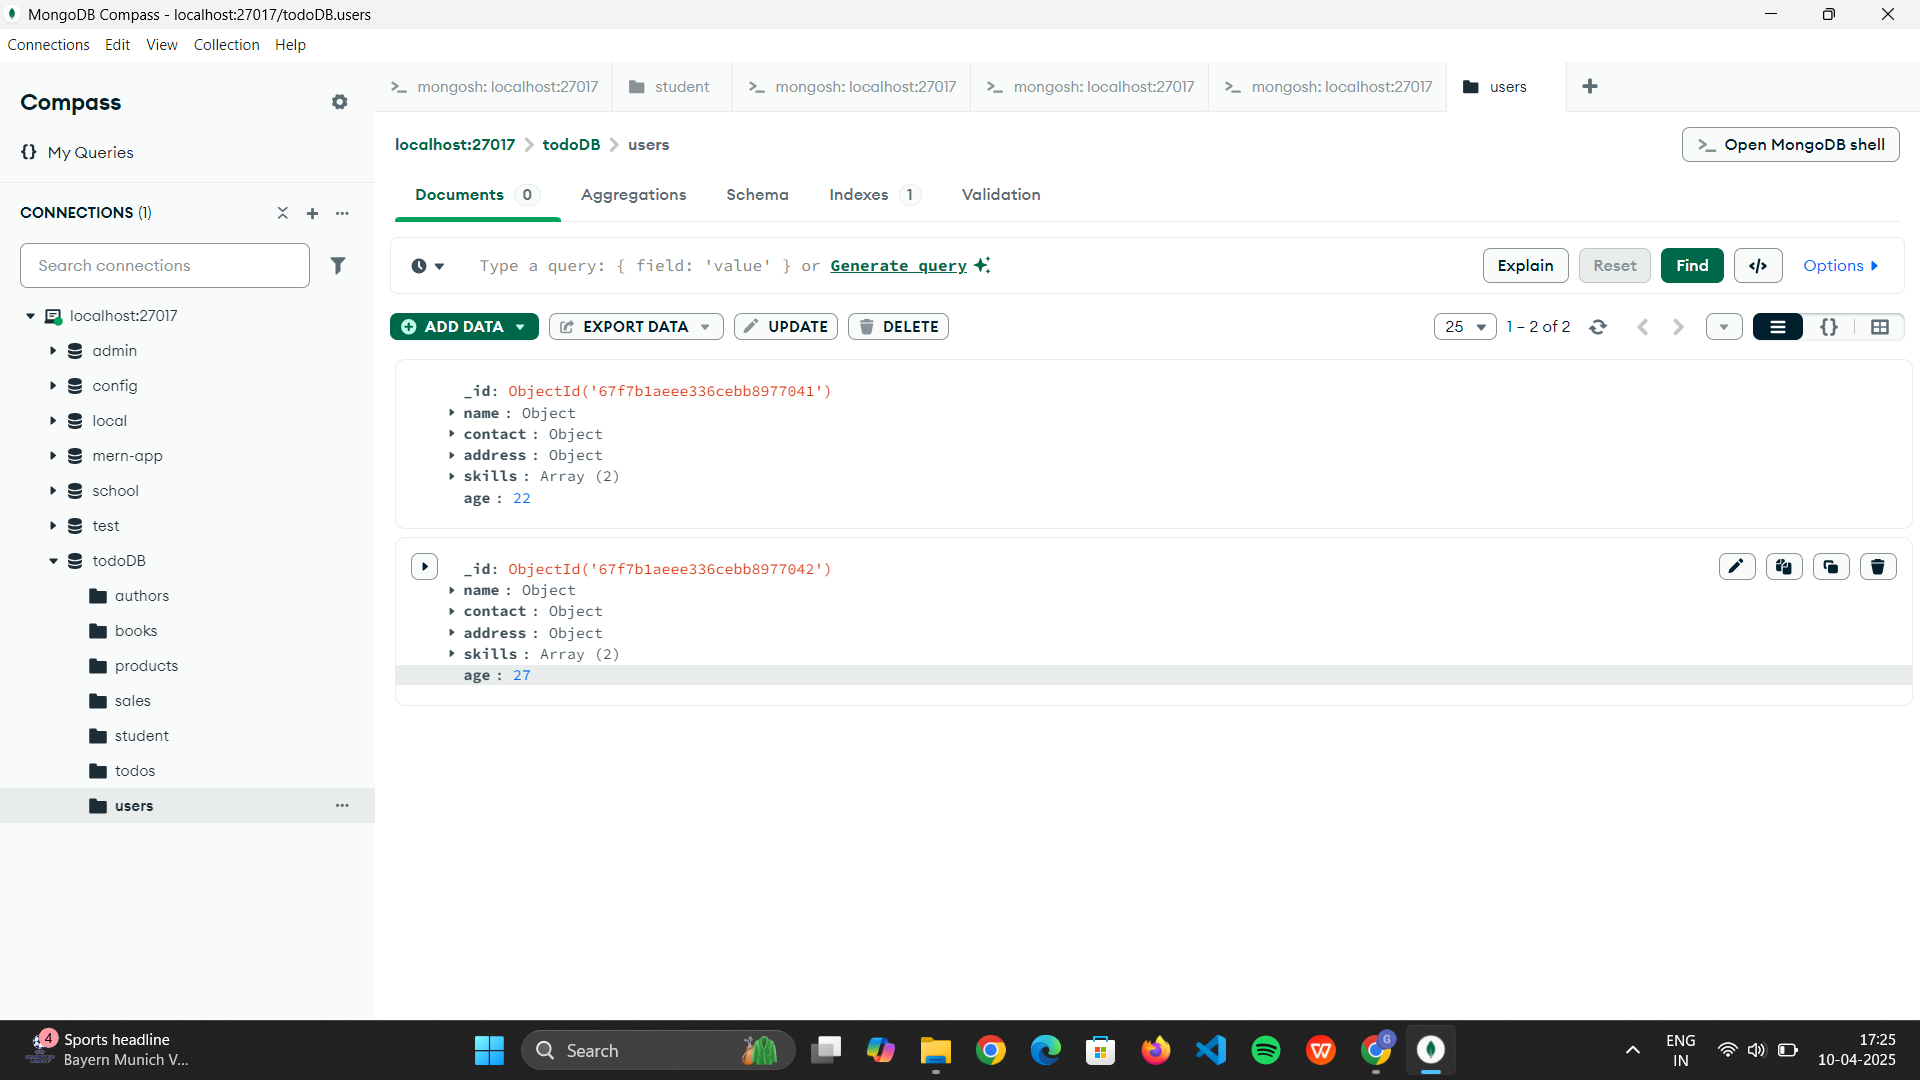 MongoDB Compass - localhost:27017/todoDB.users
Connections Edit View Collection Help
Compass
{} My Queries
CONNECTIONS (1)
Search connections
localhost:27017
admin
config
local
mern-app
school
test
todoDB
authors
books
products
sales
student
todos
users
>_ mongosh: localhost:27017 student >_ mongosh: localhost:27017 >_ mongosh: localhost:27017 >_ mongosh: localhost:27017 users +
localhost:27017 > todoDB > users
>_ Open MongoDB shell
Documents 0 Aggregations Schema Indexes 1 Validation
Type a query: { field: 'value' } or Generate query
Explain Reset Find </> Options
ADD DATA EXPORT DATA UPDATE DELETE
25 1 – 2 of 2 {}
_id: ObjectId('67f7b1aeee336cebb8977041')
name : Object
contact : Object
address : Object
skills : Array (2)
age : 22
_id: ObjectId('67f7b1aeee336cebb8977042')
name : Object
contact : Object
address : Object
skills : Array (2)
age : 27
4
Sports headline
Bayern Munich V...
Search
W
G
ENG
IN
17:25
10-04-2025